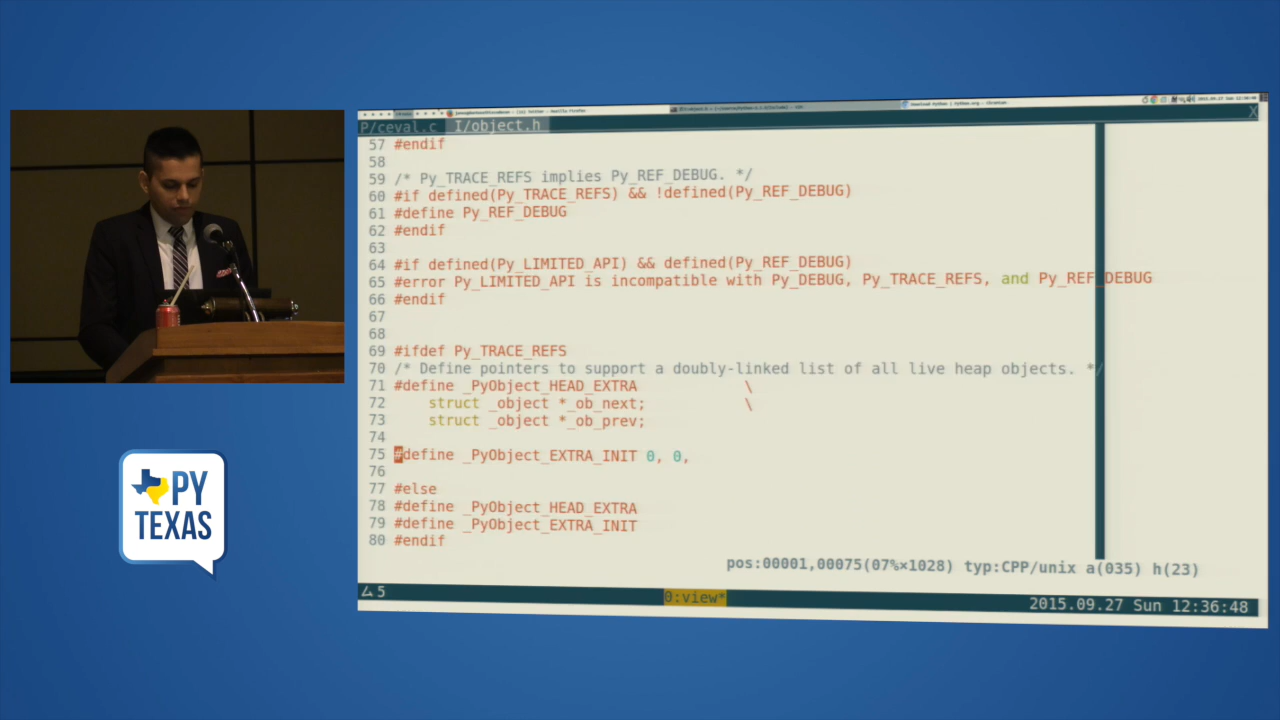 P/ceval.c I/object.h X
57 #endif
58
59 /* Py_TRACE_REFS implies Py_REF_DEBUG. */
60 #if defined(Py_TRACE_REFS) && !defined(Py_REF_DEBUG)
61 #define Py_REF_DEBUG
62 #endif
63
64 #if defined(Py_LIMITED_API) && defined(Py_REF_DEBUG)
65 #error Py_LIMITED_API is incompatible with Py_DEBUG, Py_TRACE_REFS, and Py_REF_DEBUG
66 #endif
67
68
69 #ifdef Py_TRACE_REFS
70 /* Define pointers to support a doubly-linked list of all live heap objects. */
71 #define _PyObject_HEAD_EXTRA \
72 struct _object *_ob_next; \
73 struct _object *_ob_prev;
74
75 #define _PyObject_EXTRA_INIT 0, 0,
76
77 #else
78 #define _PyObject_HEAD_EXTRA
79 #define _PyObject_EXTRA_INIT
80 #endif
pos:00001,00075(07%×1028) typ:CPP/unix a(035) h(23)
5
0:view*
2015.09.27 Sun 12:36:48
PY
TEXAS